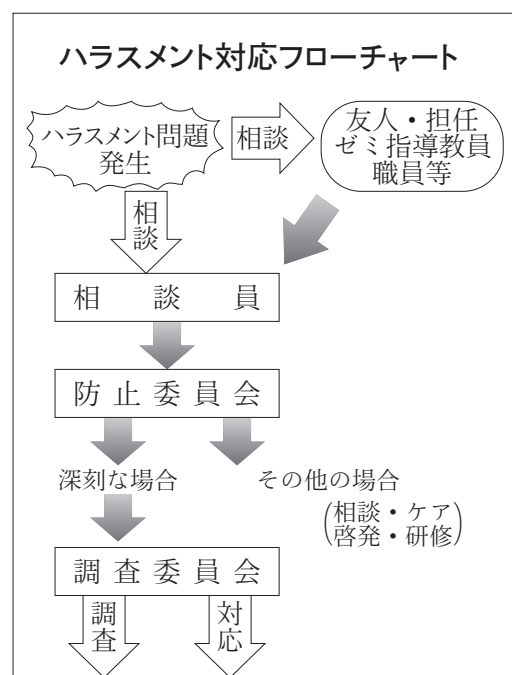 ハラスメント対応フローチャート
ハラスメント問題
発生
相談
友人・担任
ゼミ指導教員
職員等
相談
相談員
防止委員会
深刻な場合
その他の場合
(相談・ケア
啓発・研修)
調査委員会
調査
対応